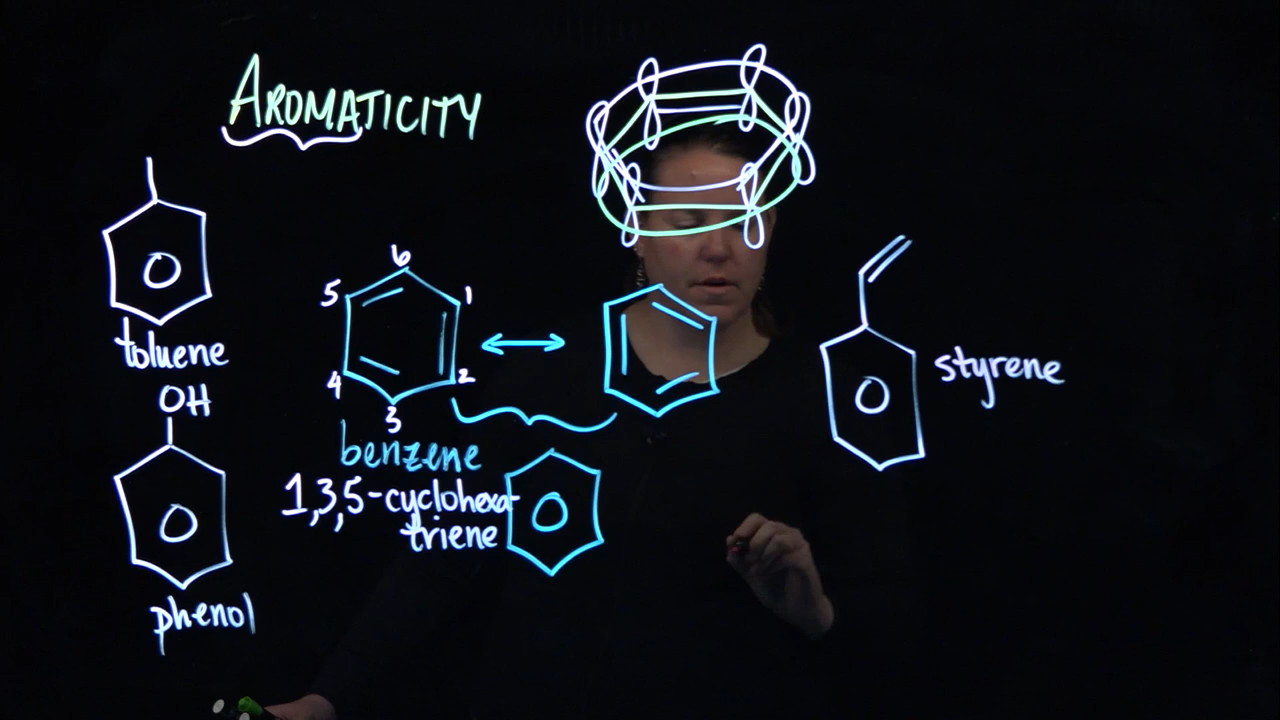 AROMATICITY
toluene
OH
phenol
6
5
1
4
2
3
benzene
1,3,5-cyclohexa-
triene
styrene